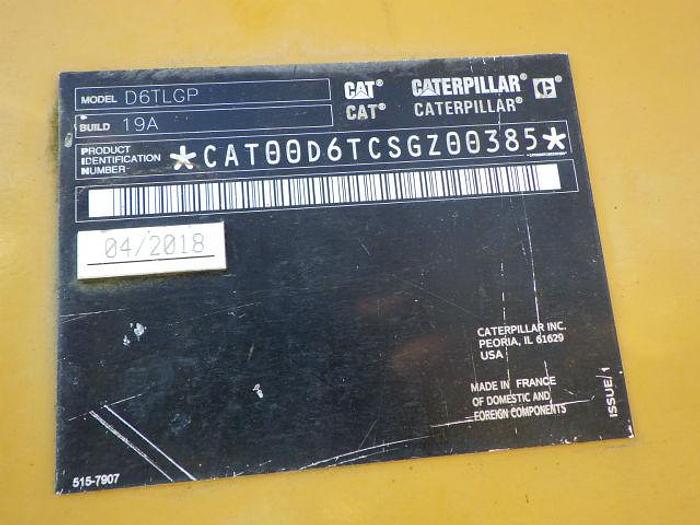 MODEL D6TLGP
BUILD 19A
CAT® CATERPILLAR® C®
CAT® CATERPILLAR®
PRODUCT
IDENTIFICATION
NUMBER
*CAT00D6TCSGZ00385*
04/2018
CATERPILLAR INC.
PEORIA, IL 61629
USA
MADE IN FRANCE
OF DOMESTIC AND
FOREIGN COMPONENTS
ISSUE/1
515-7907